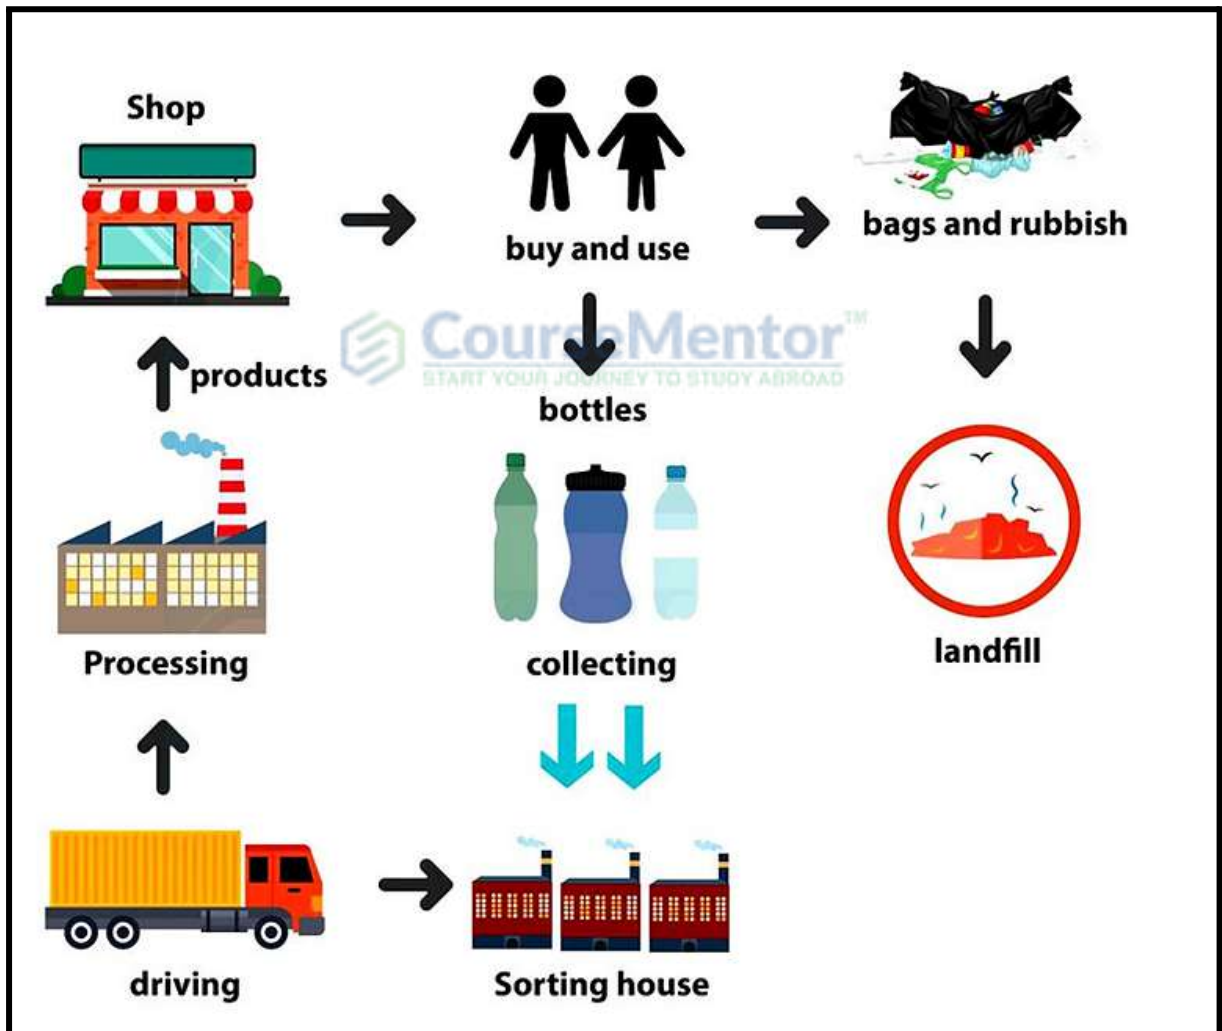 Shop
buy and use
bags and rubbish
CourseMentor™
START YOUR JOURNEY TO STUDY ABROAD
products
bottles
Processing
collecting
landfill
driving
Sorting house